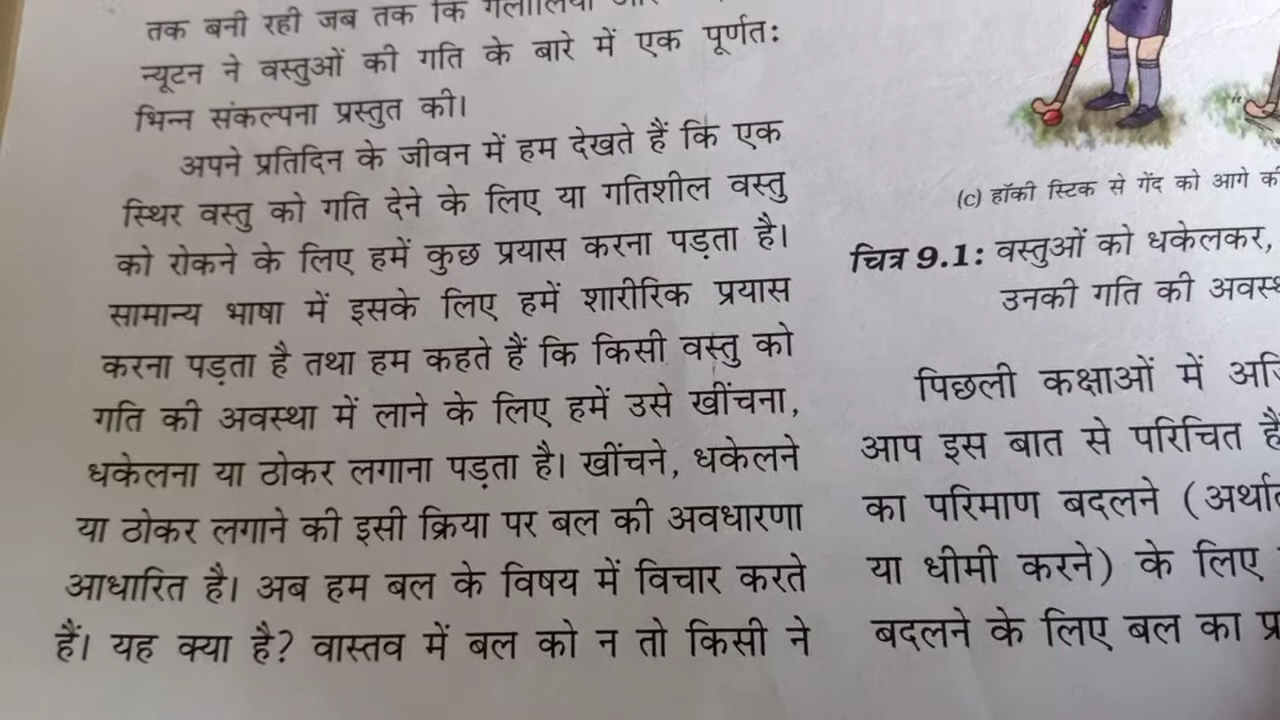 तक बनी रही जब तक कि गैलीलियो और
न्यूटन ने वस्तुओं की गति के बारे में एक पूर्णतः
भिन्न संकल्पना प्रस्तुत की।
अपने प्रतिदिन के जीवन में हम देखते हैं कि एक
स्थिर वस्तु को गति देने के लिए या गतिशील वस्तु
को रोकने के लिए हमें कुछ प्रयास करना पड़ता है।
सामान्य भाषा में इसके लिए हमें शारीरिक प्रयास
करना पड़ता है तथा हम कहते हैं कि किसी वस्तु को
गति की अवस्था में लाने के लिए हमें उसे खींचना,
धकेलना या ठोकर लगाना पड़ता है। खींचने, धकेलने
या ठोकर लगाने की इसी क्रिया पर बल की अवधारणा
आधारित है। अब हम बल के विषय में विचार करते
हैं। यह क्या है? वास्तव में बल को न तो किसी ने
(c) हॉकी स्टिक से गेंद को आगे की
चित्र 9.1: वस्तुओं को धकेलकर,
उनकी गति की
पिछली कक्षाओं में
आप इस बात से परिचित
का परिमाण बदलने
या धीमी करने) के लिए
बदलने के लिए बल का